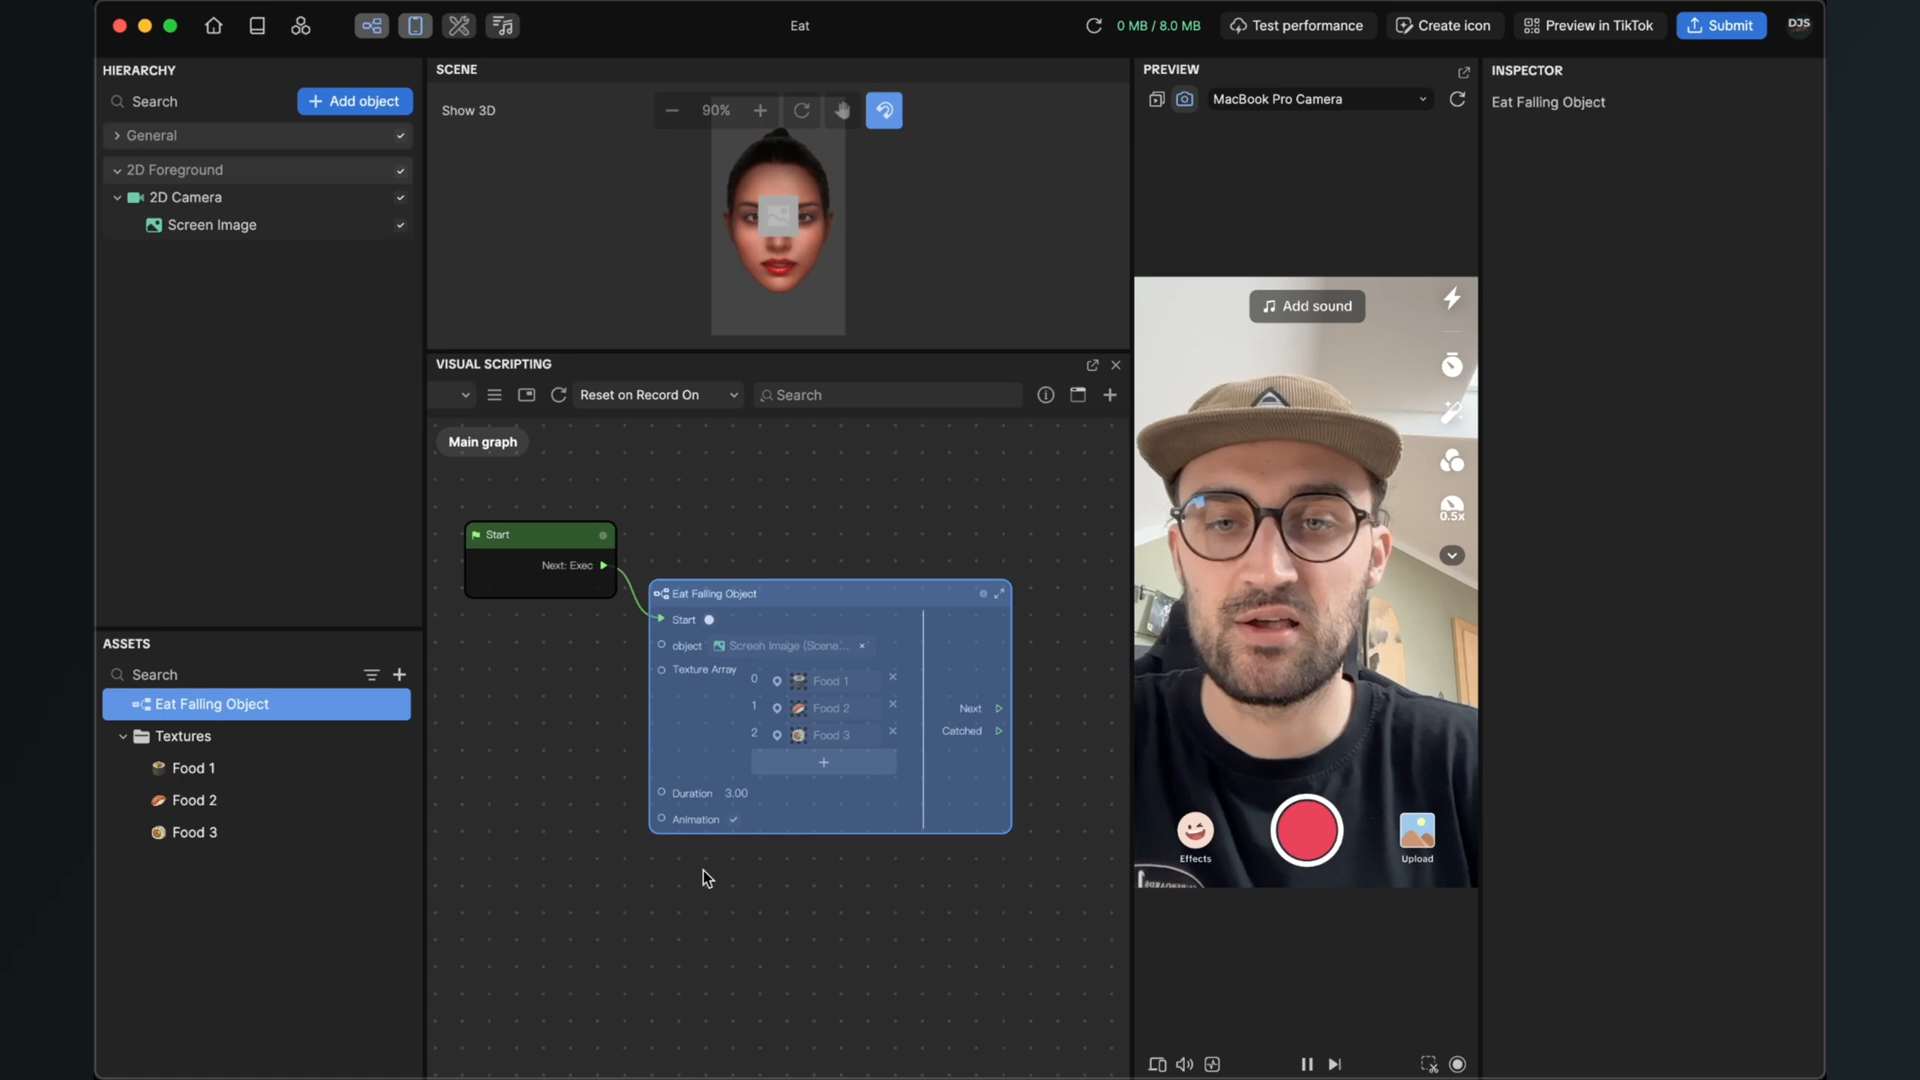 Eat
0 MB / 8.0 MB
Test performance
Create icon
Preview in TikTok
Submit
DJS
HIERARCHY
Search
Add object
General
2D Foreground
2D Camera
Screen Image
SCENE
Show 3D
90%
VISUAL SCRIPTING
Reset on Record On
Search
Main graph
Start
Next: Exec
Eat Falling Object
Start
object
Screen Image (Scene...
Texture Array
0
Food 1
1
Food 2
2
Food 3
Next
Catched
Duration
3.00
Animation
ASSETS
Search
Eat Falling Object
Textures
Food 1
Food 2
Food 3
PREVIEW
MacBook Pro Camera
Add sound
0.5x
Effects
Upload
INSPECTOR
Eat Falling Object